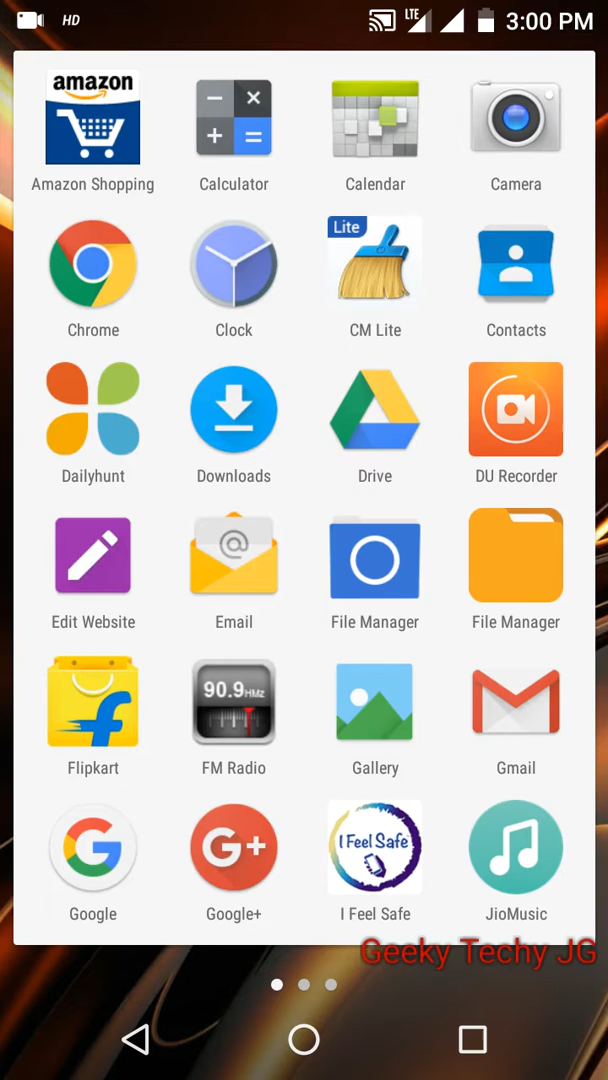 HD LTE 3:00 PM
amazon
Amazon Shopping Calculator Calendar Camera
Lite
Chrome Clock CM Lite Contacts
Dailyhunt Downloads Drive DU Recorder
@
Edit Website Email File Manager File Manager
90.9HMz
f
Flipkart FM Radio Gallery Gmail
G G+ I Feel Safe
Google Google+ I Feel Safe JioMusic
Geeky Techy JG